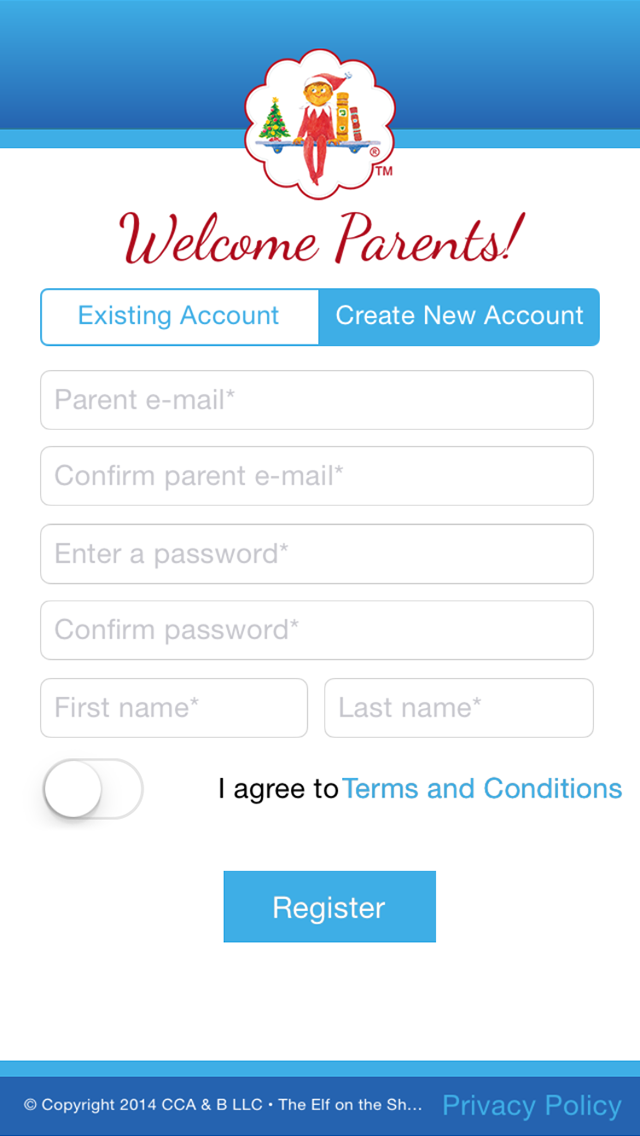 ® TM
Welcome Parents!
Existing Account Create New Account
Parent e-mail*
Confirm parent e-mail*
Enter a password*
Confirm password*
First name* Last name*
I agree to Terms and Conditions
Register
© Copyright 2014 CCA & B LLC • The Elf on the Sh... Privacy Policy